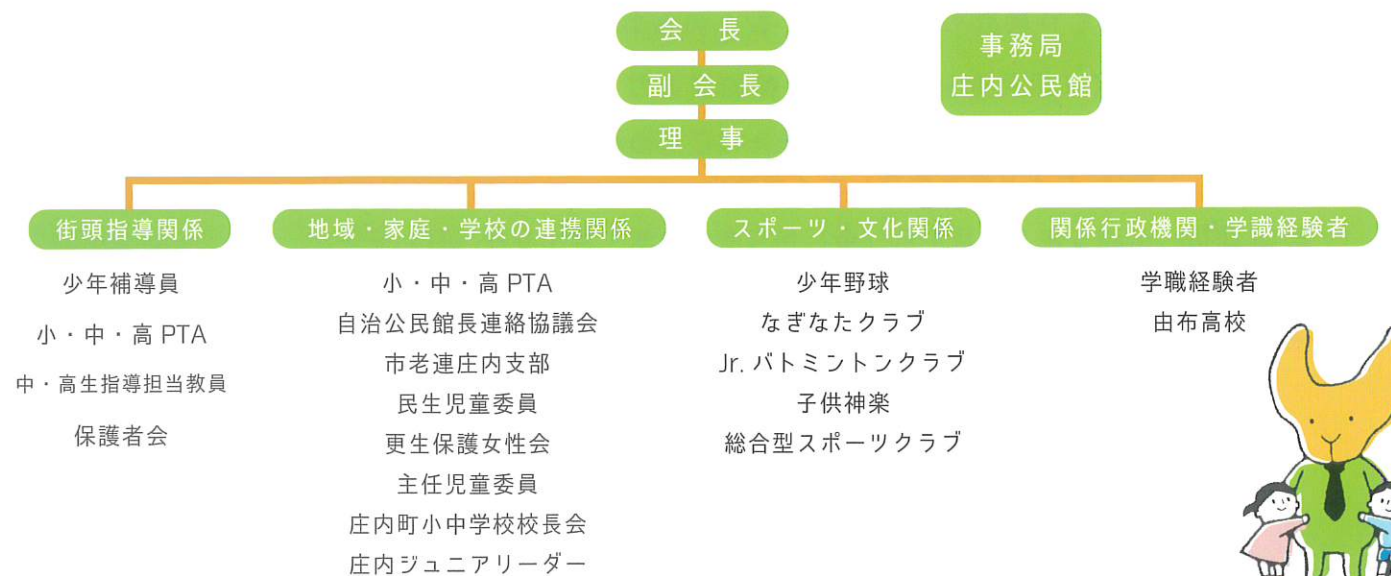 会長
副会長
理事
事務局
庄内公民館
街頭指導関係
少年補導員
小・中・高 PTA
中・高生指導担当教員
保護者会
地域・家庭・学校の連携関係
小・中・高 PTA
自治公民館長連絡協議会
市老連庄内支部
民生児童委員
更生保護女性会
主任児童委員
庄内町小中学校校長会
庄内ジュニアリーダー
スポーツ・文化関係
少年野球
なぎなたクラブ
Jr. バトミントンクラブ
子供神楽
総合型スポーツクラブ
関係行政機関・学識経験者
学職経験者
由布高校